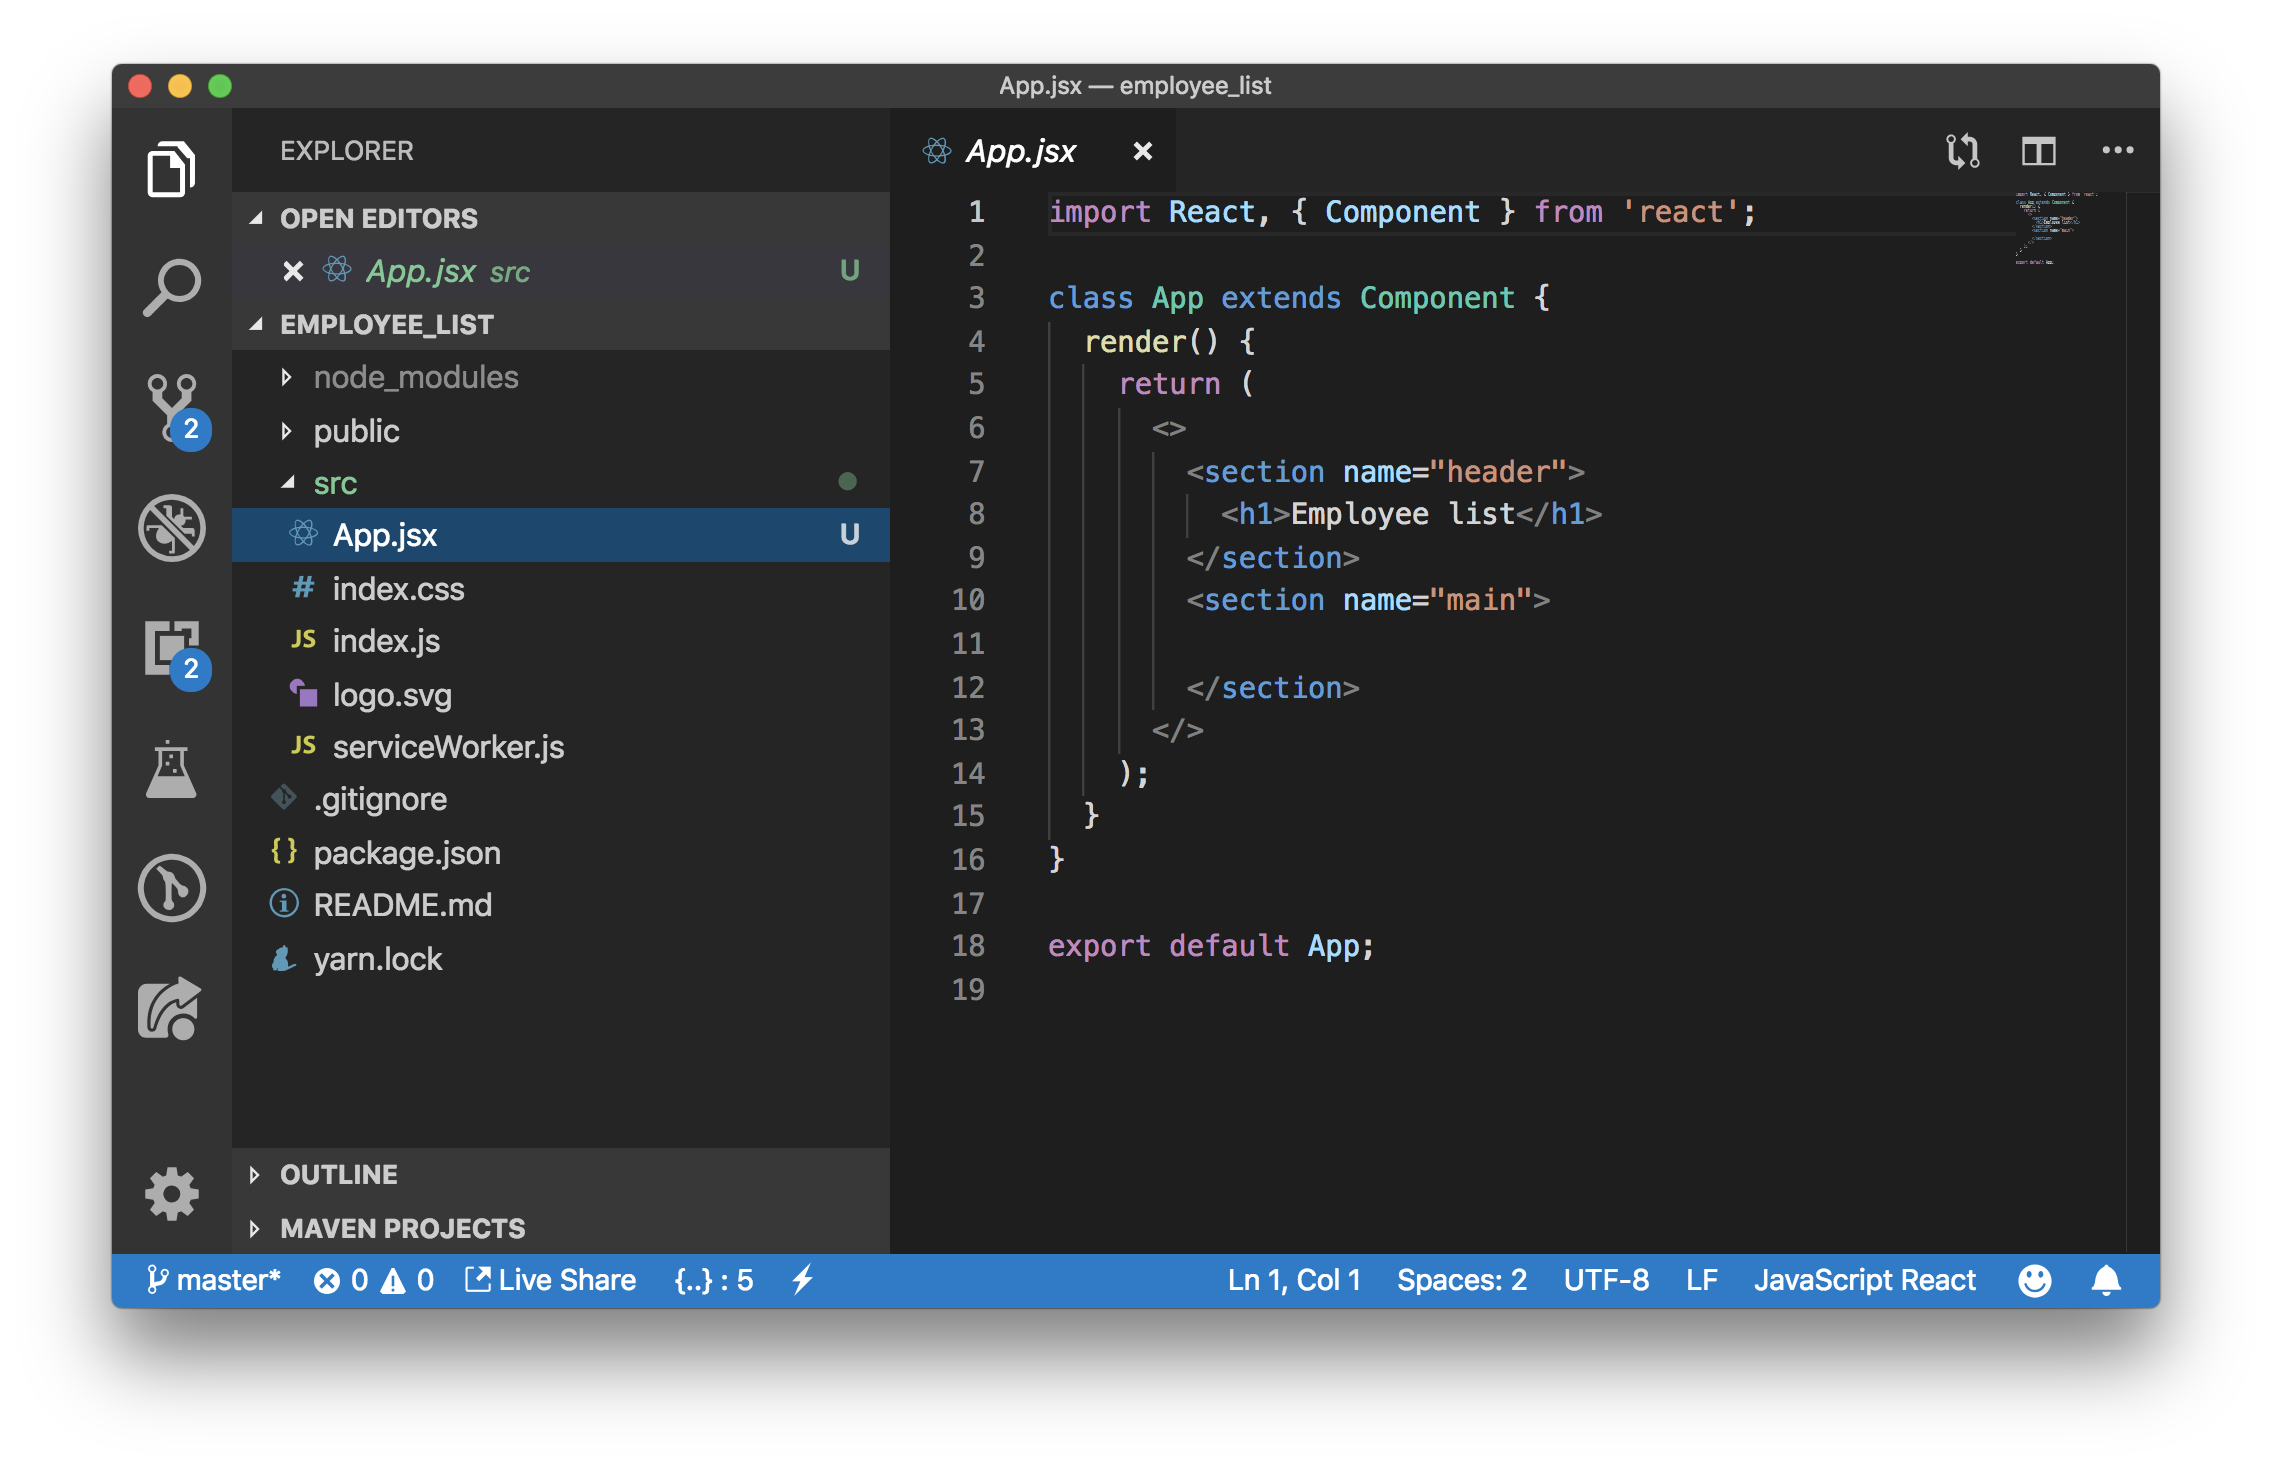 App.jsx — employee_list
EXPLORER
OPEN EDITORS
App.jsx src U
EMPLOYEE_LIST
node_modules
public
src
App.jsx U
# index.css
JS index.js
logo.svg
JS serviceWorker.js
.gitignore
{} package.json
README.md
yarn.lock
OUTLINE
MAVEN PROJECTS
2
2
App.jsx
1 import React, { Component } from 'react';
2
3 class App extends Component {
4 render() {
5 return (
6 <>
7 <section name="header">
8 <h1>Employee list</h1>
9 </section>
10 <section name="main">
11
12 </section>
13 </>
14 );
15 }
16 }
17
18 export default App;
19
master* 0 0 Live Share {..} : 5 Ln 1, Col 1 Spaces: 2 UTF-8 LF JavaScript React